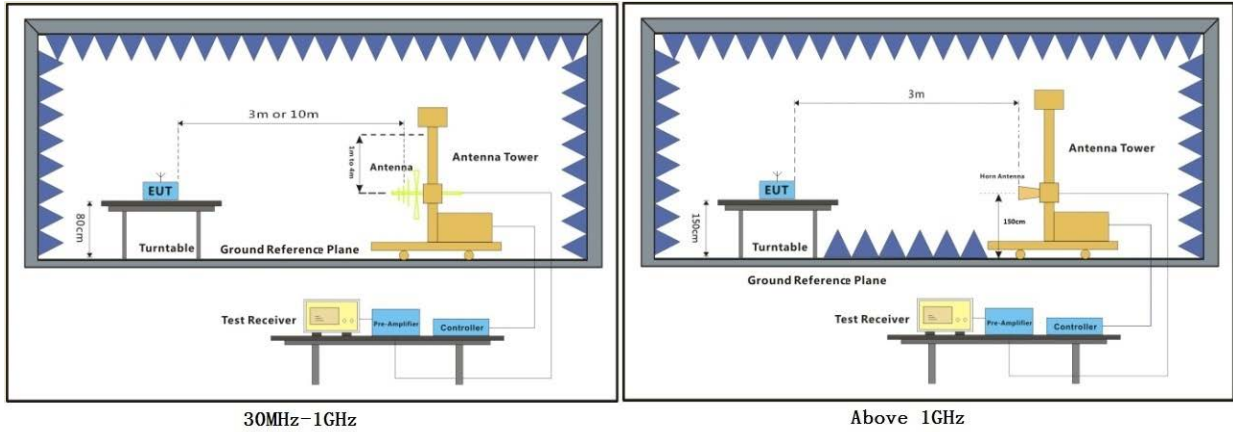 3m or 10m
1m to 4m
Antenna
Antenna Tower
EUT
80cm
Turntable
Ground Reference Plane
Test Receiver
Pre-Amplifier
Controller
30MHz-1GHz
3m
Antenna Tower
Horn Antenna
EUT
150cm
150cm
Turntable
Ground Reference Plane
Test Receiver
Pre-Amplifier
Controller
Above 1GHz